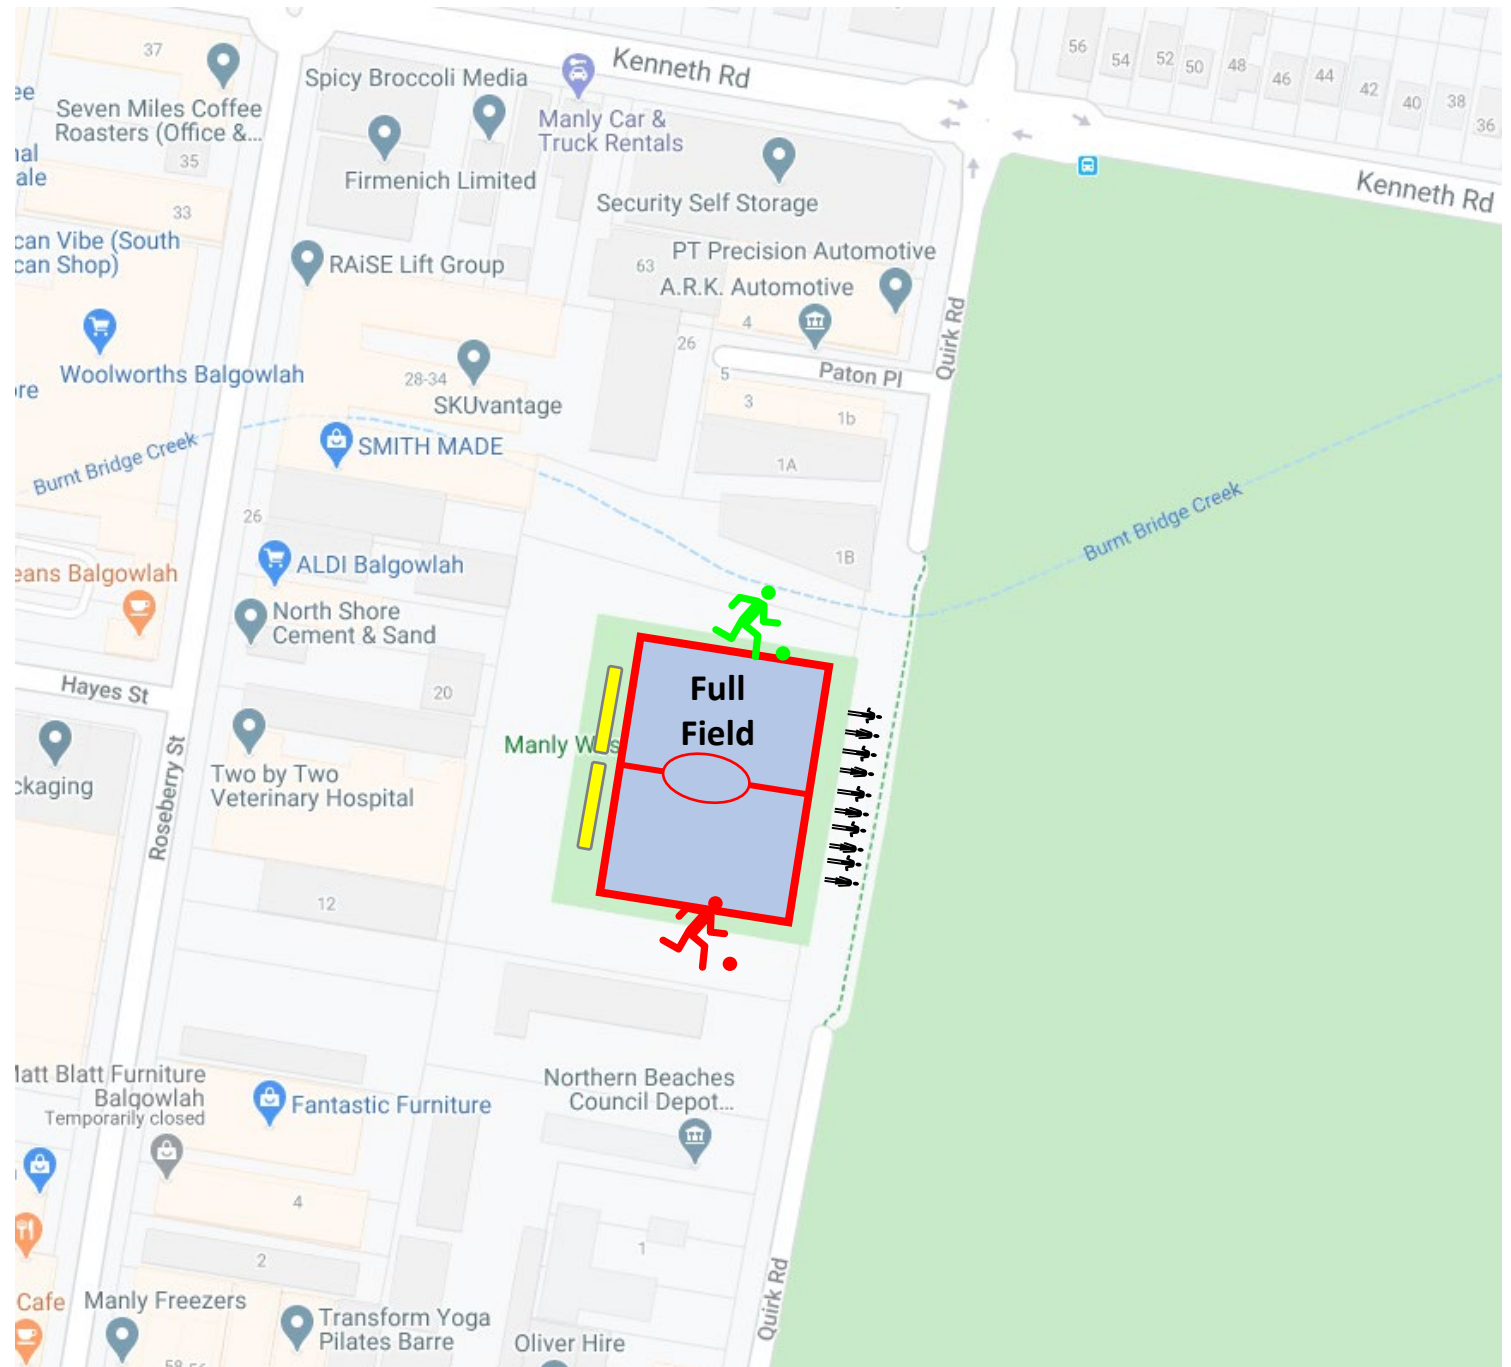 37
Kenneth Rd
56
54
52
50
48
46
44
42
40
38
36
Spicy Broccoli Media
Seven Miles Coffee
Roasters (Office &...
Manly Car &
Truck Rentals
35
Firmenich Limited
Security Self Storage
Kenneth Rd
33
can Vibe (South
can Shop)
RAiSE Lift Group
63
PT Precision Automotive
A.R.K. Automotive
4
26
Quirk Rd
Woolworths Balgowlah
28-34
SKUvantage
5
Paton Pl
3
1b
SMITH MADE
Burnt Bridge Creek
1A
Burnt Bridge Creek
26
ALDI Balgowlah
1B
eans Balgowlah
North Shore
Cement & Sand
Hayes St
20
Full
Field
Manly W
Roseberry St
Two by Two
Veterinary Hospital
ckaging
12
Northern Beaches
Council Depot...
Matt Blatt Furniture
Balgowlah
Temporarily closed
Fantastic Furniture
4
1
2
Quirk Rd
Cafe
Manly Freezers
Transform Yoga
Pilates Barre
Oliver Hire